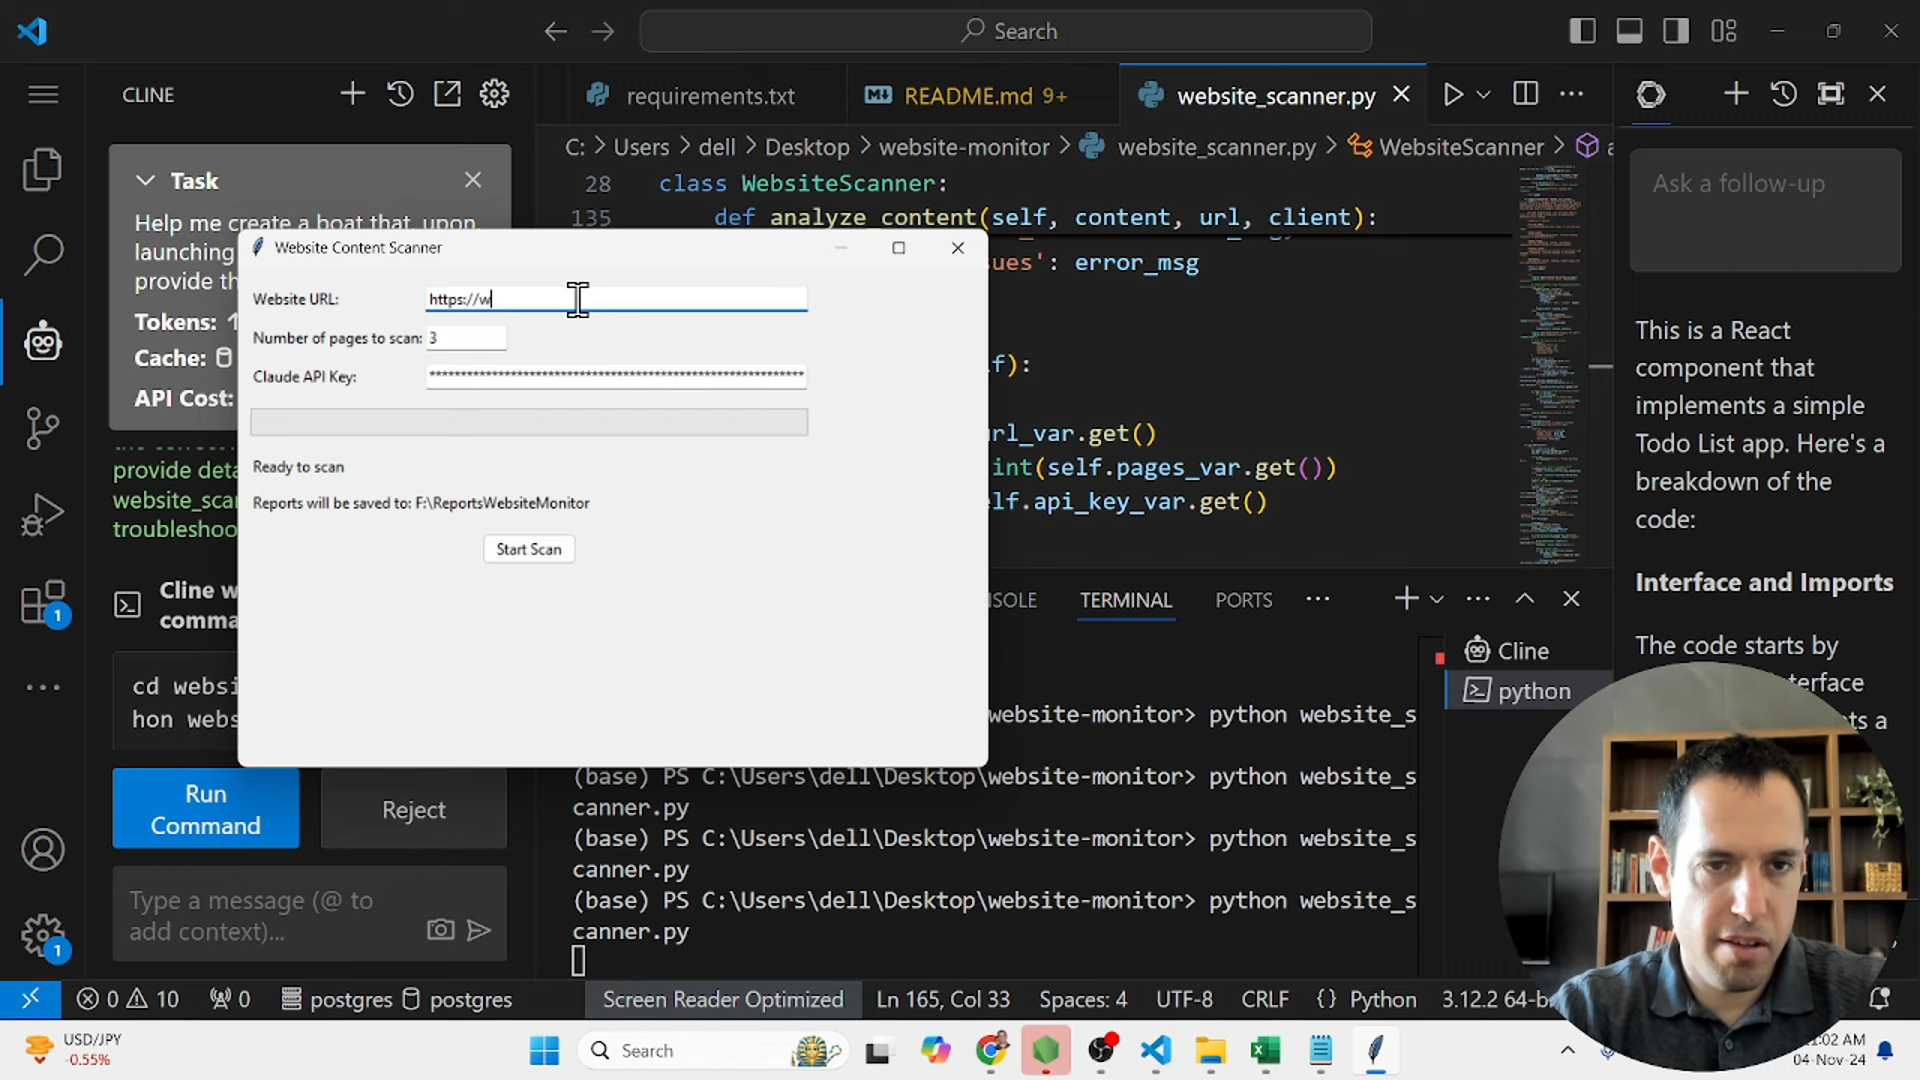 Search
CLINE
requirements.txt
README.md 9+
website_scanner.py
C: > Users > dell > Desktop > website-monitor > website_scanner.py > WebsiteScanner >
Task
Help me create a boat that, upon
launching
provide th
Tokens:
Cache:
API Cost:
28 class WebsiteScanner:
135 def analyze_content(self, content, url, client):
ues': error_msg
f):
rl_var.get()
int(self.pages_var.get())
lf.api_key_var.get()
Website Content Scanner
Website URL: https://w
Number of pages to scan: 3
Claude API Key: ************************************************************
Ready to scan
Reports will be saved to: F:\ReportsWebsiteMonitor
Start Scan
provide deta
website_sca
troubleshoo
Cline w
comma
cd websi
hon webs
Run
Command
Reject
Type a message (@ to
add context)...
NSOLE TERMINAL PORTS
website-monitor> python website_s
(base) PS C:\Users\dell\Desktop\website-monitor> python website_s
canner.py
(base) PS C:\Users\dell\Desktop\website-monitor> python website_s
canner.py
(base) PS C:\Users\dell\Desktop\website-monitor> python website_s
canner.py
Cline
python
Ask a follow-up
This is a React
component that
implements a simple
Todo List app. Here's a
breakdown of the
code:
Interface and Imports
The code starts by
terface
ts a
1
1
0 10 0 postgres postgres Screen Reader Optimized Ln 165, Col 33 Spaces: 4 UTF-8 CRLF {} Python 3.12.2 64-b
USD/JPY
-0.55%
Search
:02 AM
04-Nov-24